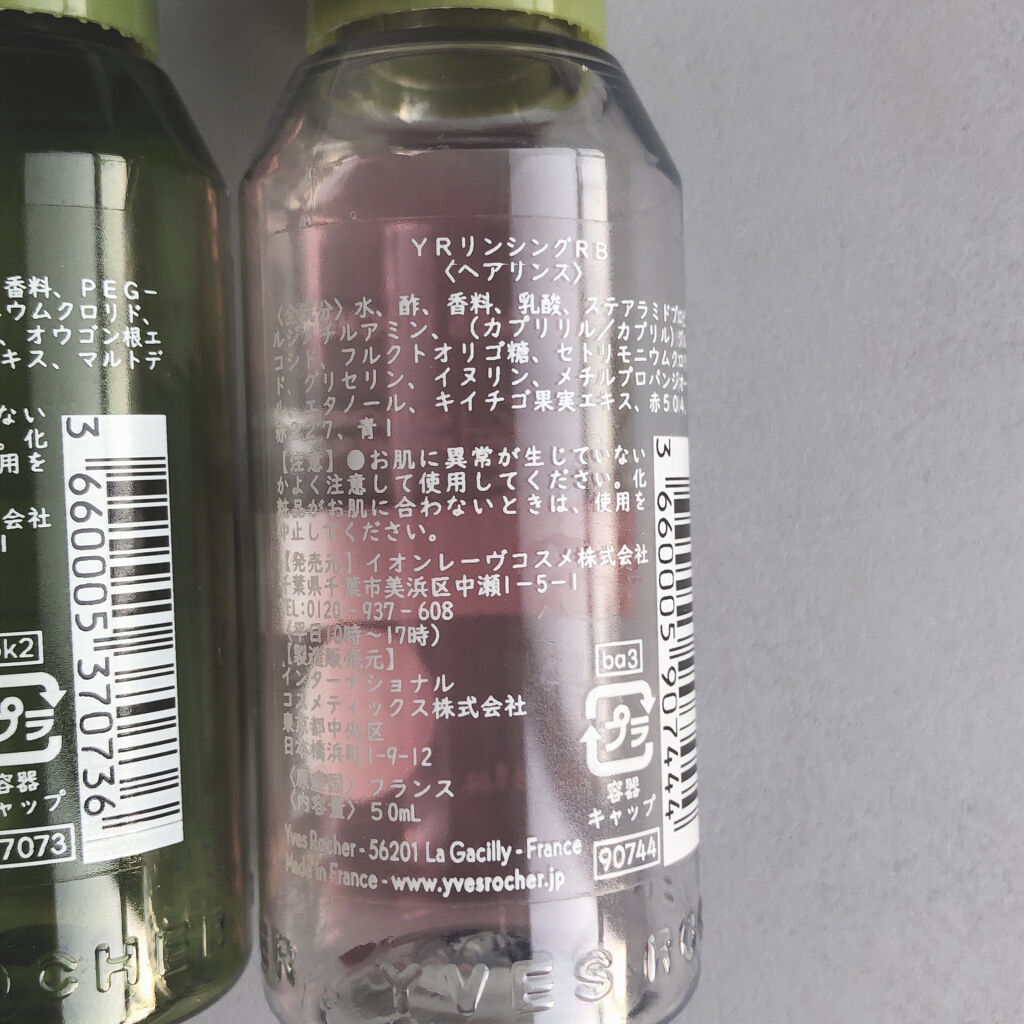 香料、PEG-
ウムクロリド、
、オウゴン根エ
キス、マルトデ
ない
。化
用を
会社
3 660005 370736
プラ
容器
キャップ
7073
YRリンシングRB
〈ヘアリンス〉
水、酢、香料、乳酸、ステアラミドプロピ
ルジメチルアミン、(カプリリル/カプリル)グル
コシド、フルクトオリゴ糖、セトリモニウムクロリ
ド、グリセリン、イヌリン、メチルプロパンジオー
ル、エタノール、キイチゴ果実エキス、赤504、
赤227、青1
【注意】●お肌に異常が生じていない
かよく注意して使用してください。化
粧品がお肌に合わないときは、使用を
中止してください。
【発売元】イオンレーヴコスメ株式会社
千葉県千葉市美浜区中瀬1-5-1
TEL:0120-937-608
(平日10時~17時)
【製造販売元】
インターナショナル
コスメティックス株式会社
東京都中央区
日本橋浜町1-9-12
〈原産国〉フランス
〈内容量〉50mL
Yves Rocher - 56201 La Gacilly - France
Made in France - www.yvesrocher.jp
3 660005 907444
ba3
プラ
容器
キャップ
90744
OCHER
R YVES RO